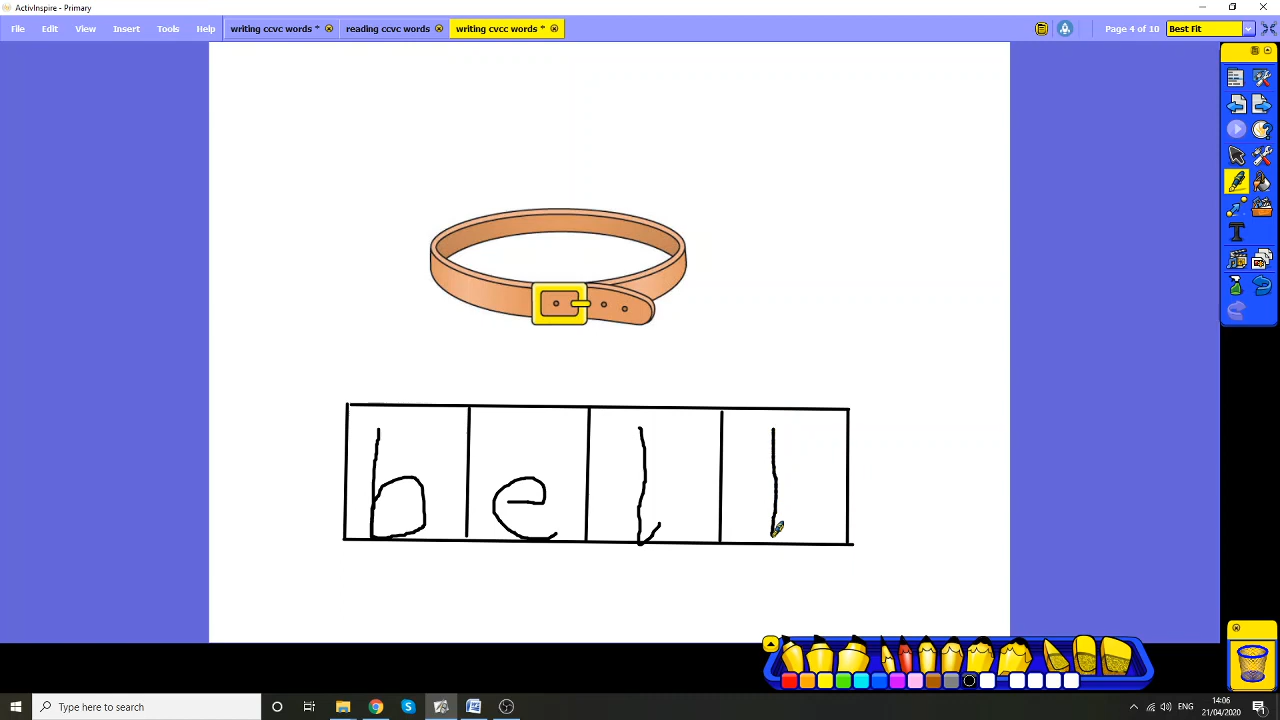 ActivInspire - Primary
File Edit View Insert Tools Help writing ccvc words * reading ccvc words writing cvcc words * Page 4 of 10 Best Fit
b e l l
Type here to search
ENG 14:06
21/04/2020